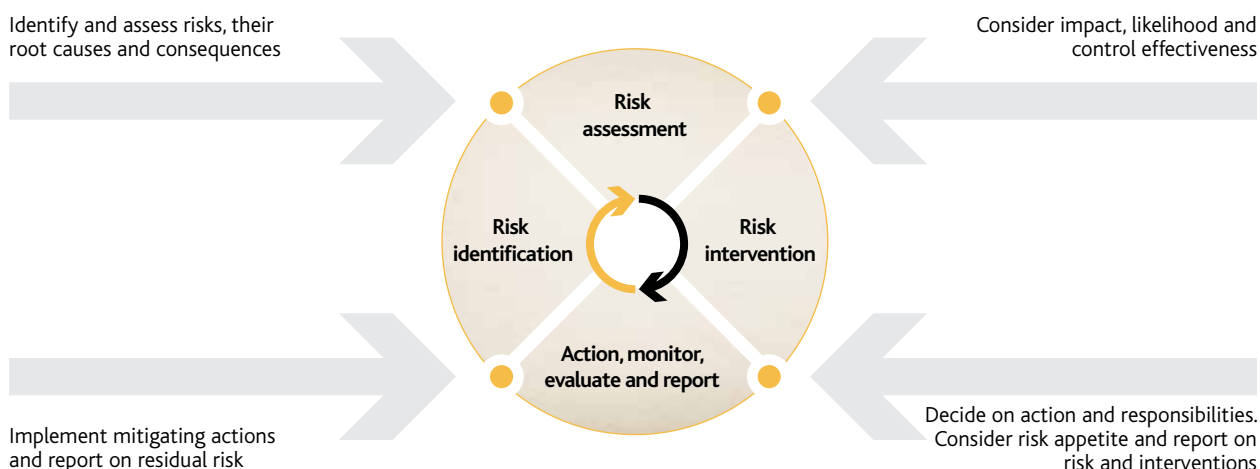 Identify and assess risks, their
root causes and consequences
Consider impact, likelihood and
control effectiveness
Risk
assessment
Risk
identification
Risk
intervention
Action, monitor,
evaluate and report
Implement mitigating actions
and report on residual risk
Decide on action and responsibilities.
Consider risk appetite and report on
risk and interventions